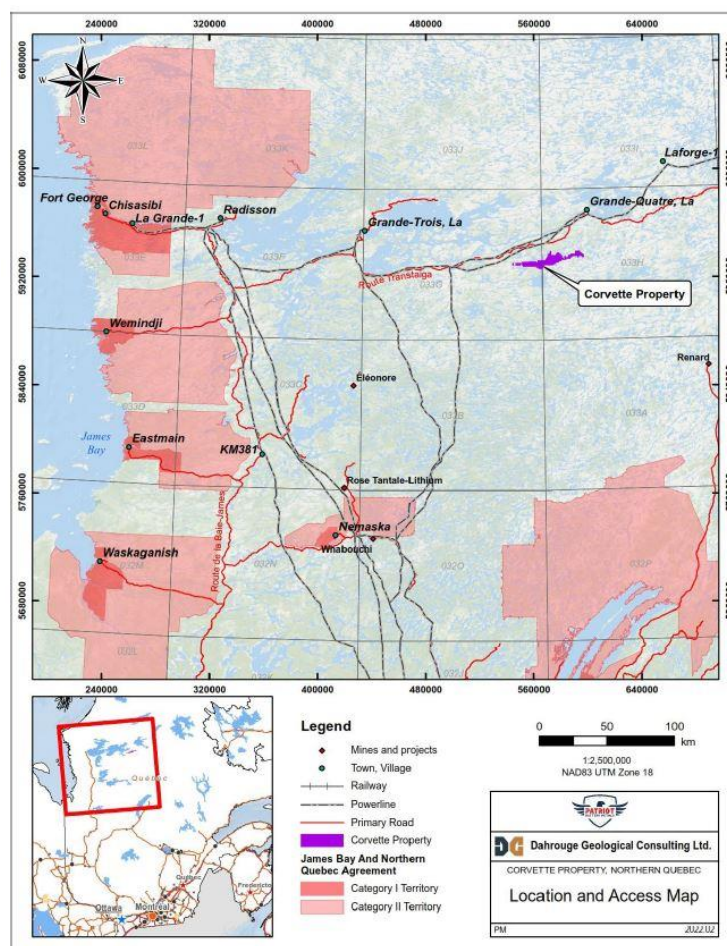 240000 320000 400000 480000 560000 640000
6080000
N
W E
S
033L
033K
033J
033I
Laforge-1
6000000
Fort George
Chisasibi
La Grande-1
Radisson
Grande-Trois, La
Grande-Quatre, La
033E
033F
033G
033H
Route Transtaiga
5920000
Corvette Property
Wemindji
Renard
Éléonore
5840000
033D
033C
033B
033A
James
Bay
Eastmain
KM381
Rose Tantale-Lithium
5760000
Nemaska
Whabouchi
Route de la Baie-James
Waskaganish
032M
032N
032O
032P
5680000
032L
240000 320000 400000 480000 560000 640000
Québec
Québec
Fredericton
Ottawa
Montréal
Legend
Mines and projects
Town, Village
Railway
Powerline
Primary Road
Corvette Property
James Bay And Northern
Quebec Agreement
Category I Territory
Category II Territory
0 50 100
km
1:2,500,000
NAD83 UTM Zone 18
PATRIOT
BATTERY METALS
Dahrouge Geological Consulting Ltd.
CORVETTE PROPERTY, NORTHERN QUEBEC
Location and Access Map
PM 2022.02